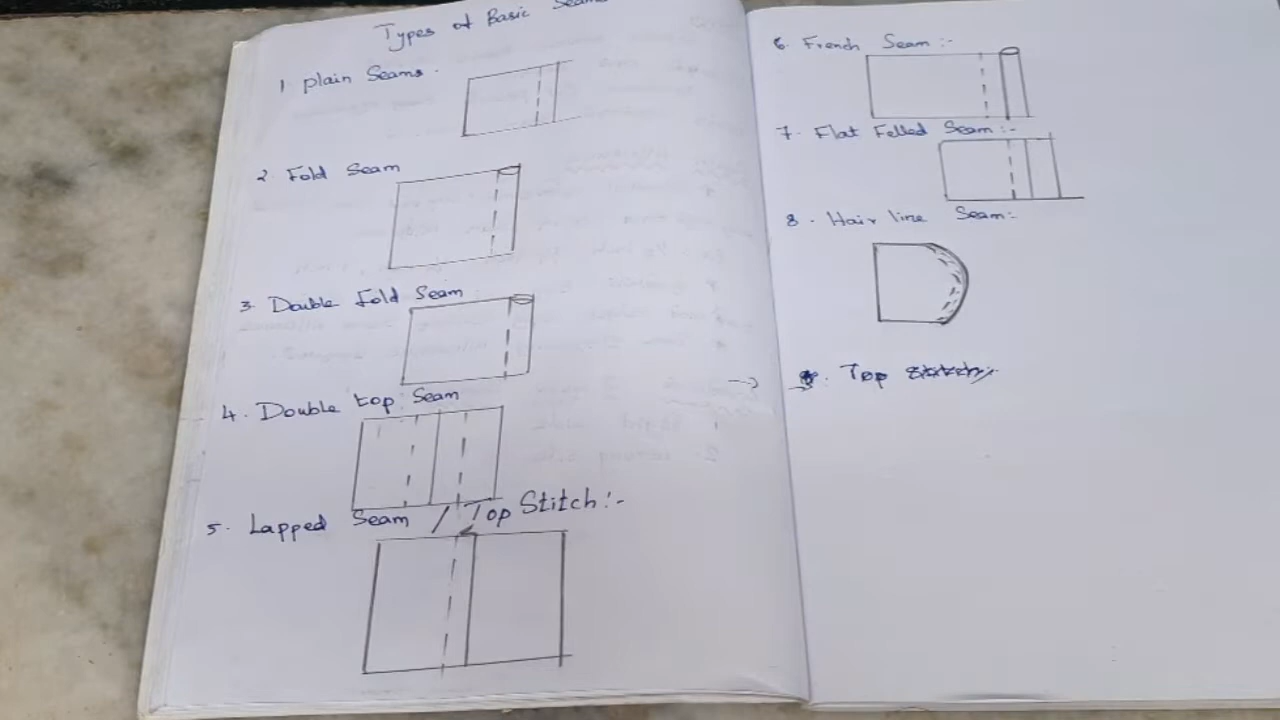 Types of Basic Seams
1 plain Seams.
2 Fold Seam
3. Double Fold Seam
4. Double top Seam
5. Lapped Seam / Top Stitch:-
6. French Seam :-
7. Flat Felled Seam :-
8. Hair line Seam:-
Top